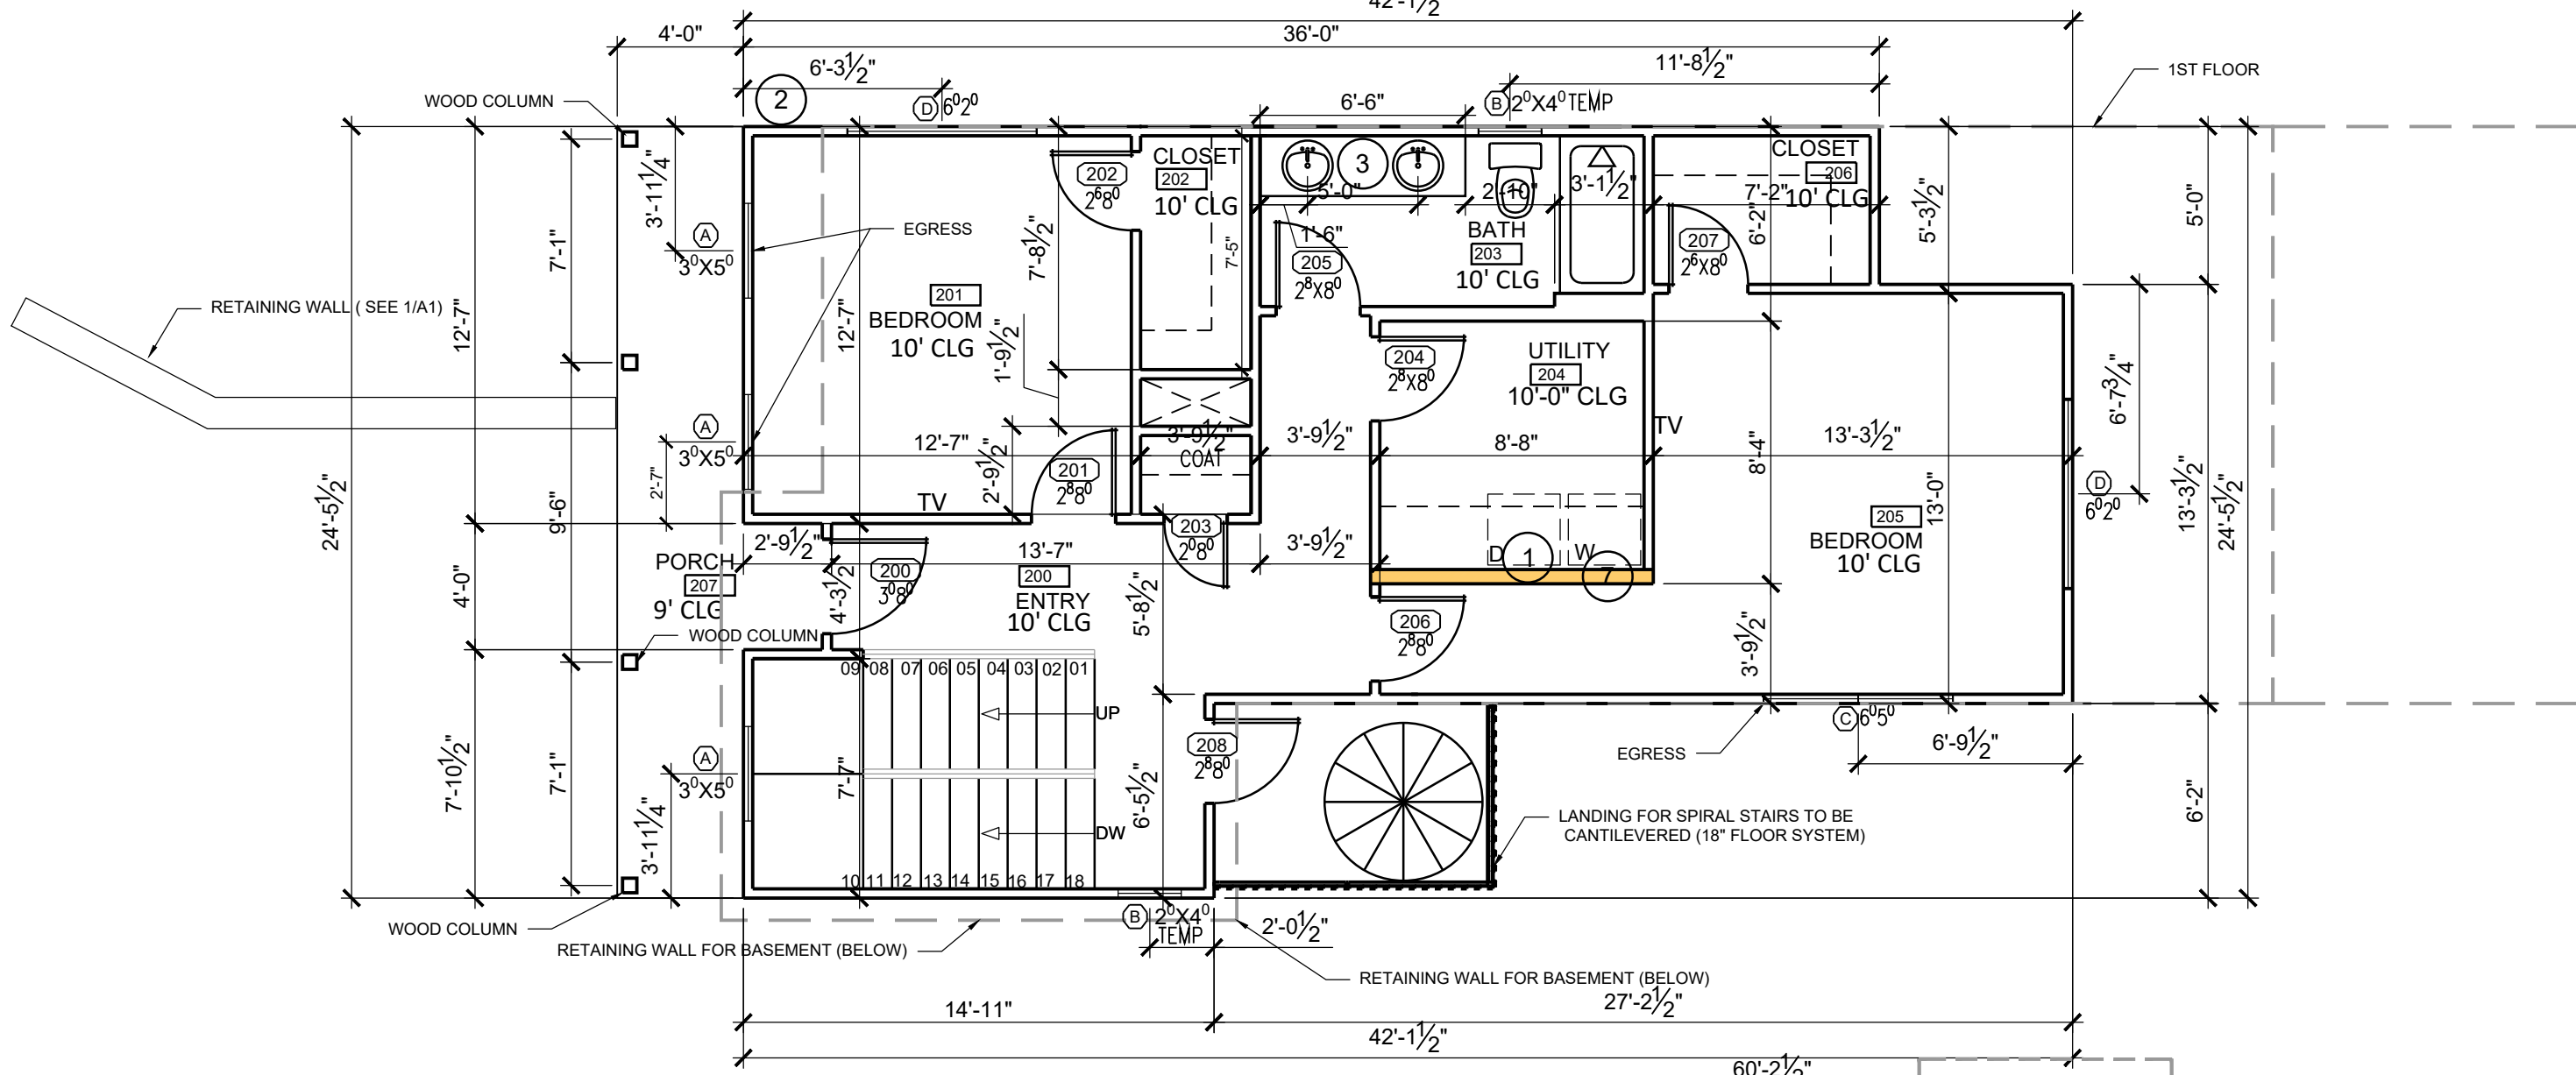 42'-1½"
4'-0"
36'-0"
6'-3½"
11'-8½"
1ST FLOOR
WOOD COLUMN
2
D 6⁰2⁰
6'-6"
B 2⁰X4⁰ TEMP
3'-11¼"
CLOSET
202
10' CLG
202
2⁶8⁰
3
5'-0"
2'-10"
3'-1½"
CLOSET
206
7'-2"
10' CLG
5'-3½"
5'-0"
7'-1"
A
3⁰X5⁰
EGRESS
7'-8½"
7'-5"
1'-6"
205
2⁸X8⁰
BATH
203
10' CLG
207
2⁶X8⁰
6'-2"
RETAINING WALL ( SEE 1/A1)
12'-7"
12'-7"
201
BEDROOM
10' CLG
1'-9½"
204
2⁸X8⁰
UTILITY
204
10'-0" CLG
6'-7¾"
A
3⁰X5⁰
2'-7"
12'-7"
2'-9½"
201
2⁸8⁰
3'-9½"
COAT
3'-9½"
8'-8"
TV
8'-4"
13'-3½"
24'-5½"
9'-6"
TV
203
2⁰8⁰
205
BEDROOM
10' CLG
13'-0"
D
6⁰2⁰
13'-3½"
24'-5½"
PORCH
207
9' CLG
2'-9½"
4'-3½"
200
3⁰8⁰
13'-7"
200
ENTRY
10' CLG
5'-8½"
3'-9½"
D
1
W
7
4'-0"
WOOD COLUMN
206
2⁸8⁰
3'-9½"
09 08 07 06 05 04 03 02 01
UP
DW
7'-10½"
7'-1"
A
3⁰X5⁰
3'-11¼"
7'-7"
6'-5½"
208
2⁸8⁰
EGRESS
C 6⁰5⁰
6'-9½"
6'-2"
LANDING FOR SPIRAL STAIRS TO BE
CANTILEVERED (18" FLOOR SYSTEM)
10 11 12 13 14 15 16 17 18
WOOD COLUMN
B 2⁰X4⁰
TEMP
2'-0½"
RETAINING WALL FOR BASEMENT (BELOW)
RETAINING WALL FOR BASEMENT (BELOW)
14'-11"
27'-2½"
42'-1½"
60'-2½"